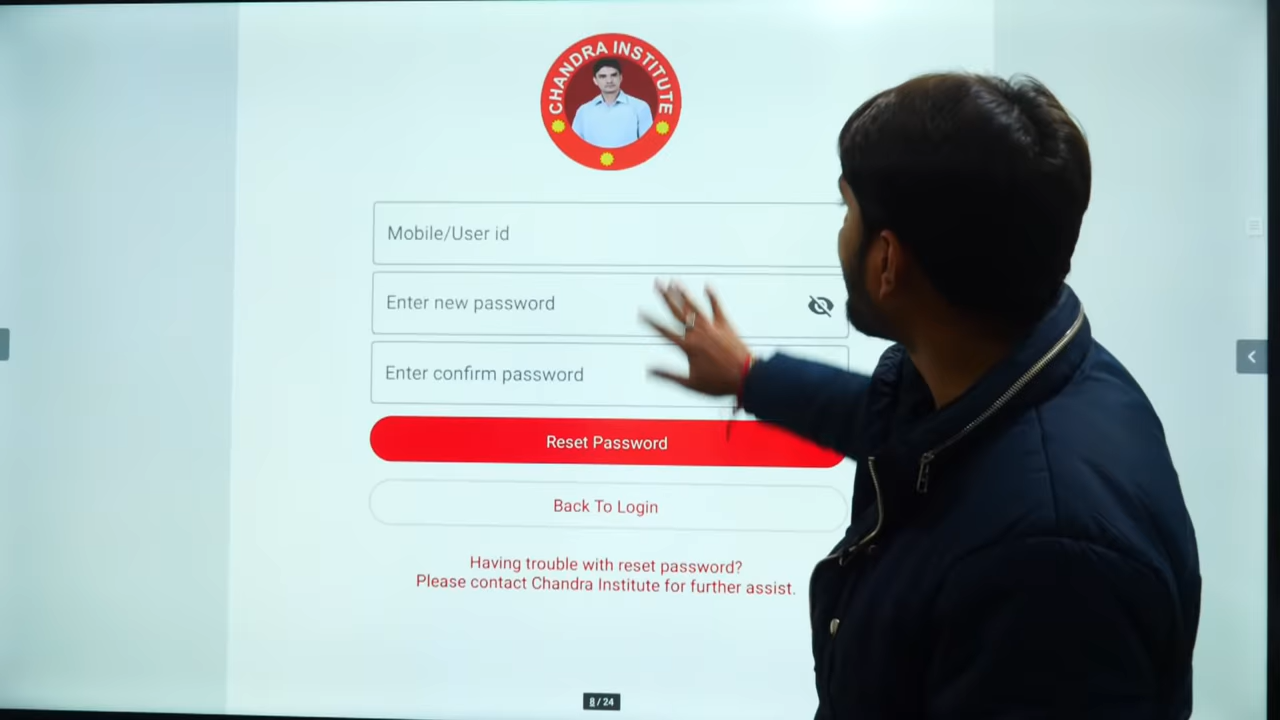 CHANDRA INSTITUTE
Mobile/User id
Enter new password
Enter confirm password
Reset Password
Back To Login
Having trouble with reset password?
Please contact Chandra Institute for further assist.
8 / 24